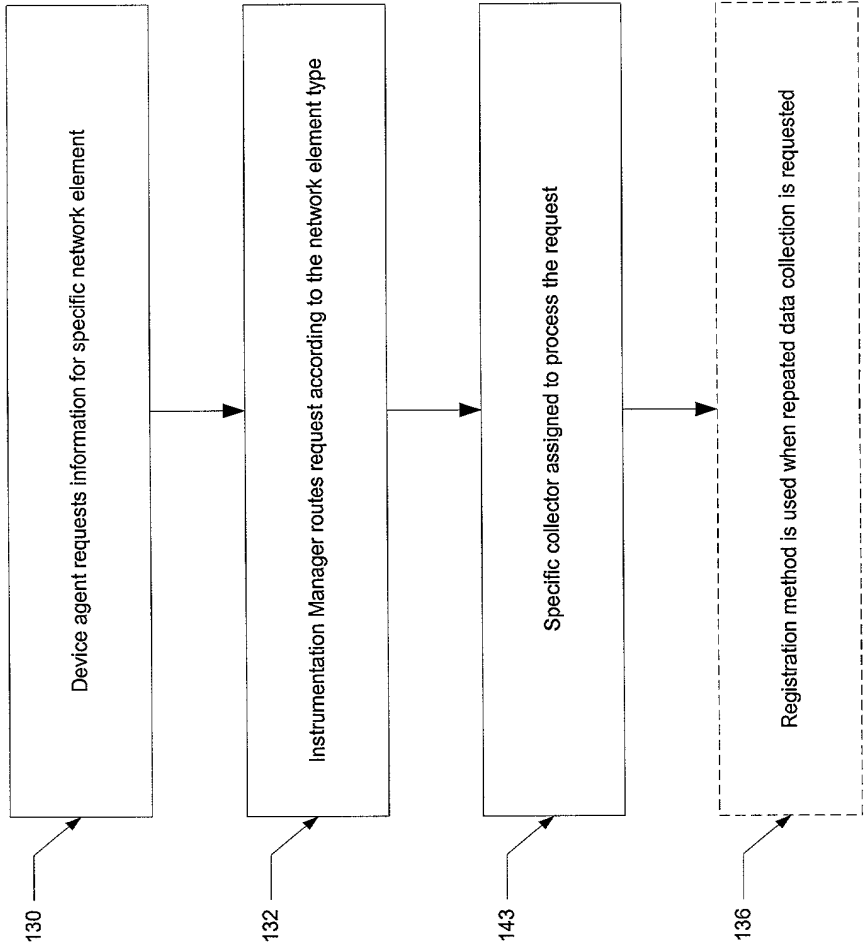 130
Device agent requests information for specific network element
132
Instrumentation Manager routes request according to the network element type
143
Specific collector assigned to process the request
136
Registration method is used when repeated data collection is requested